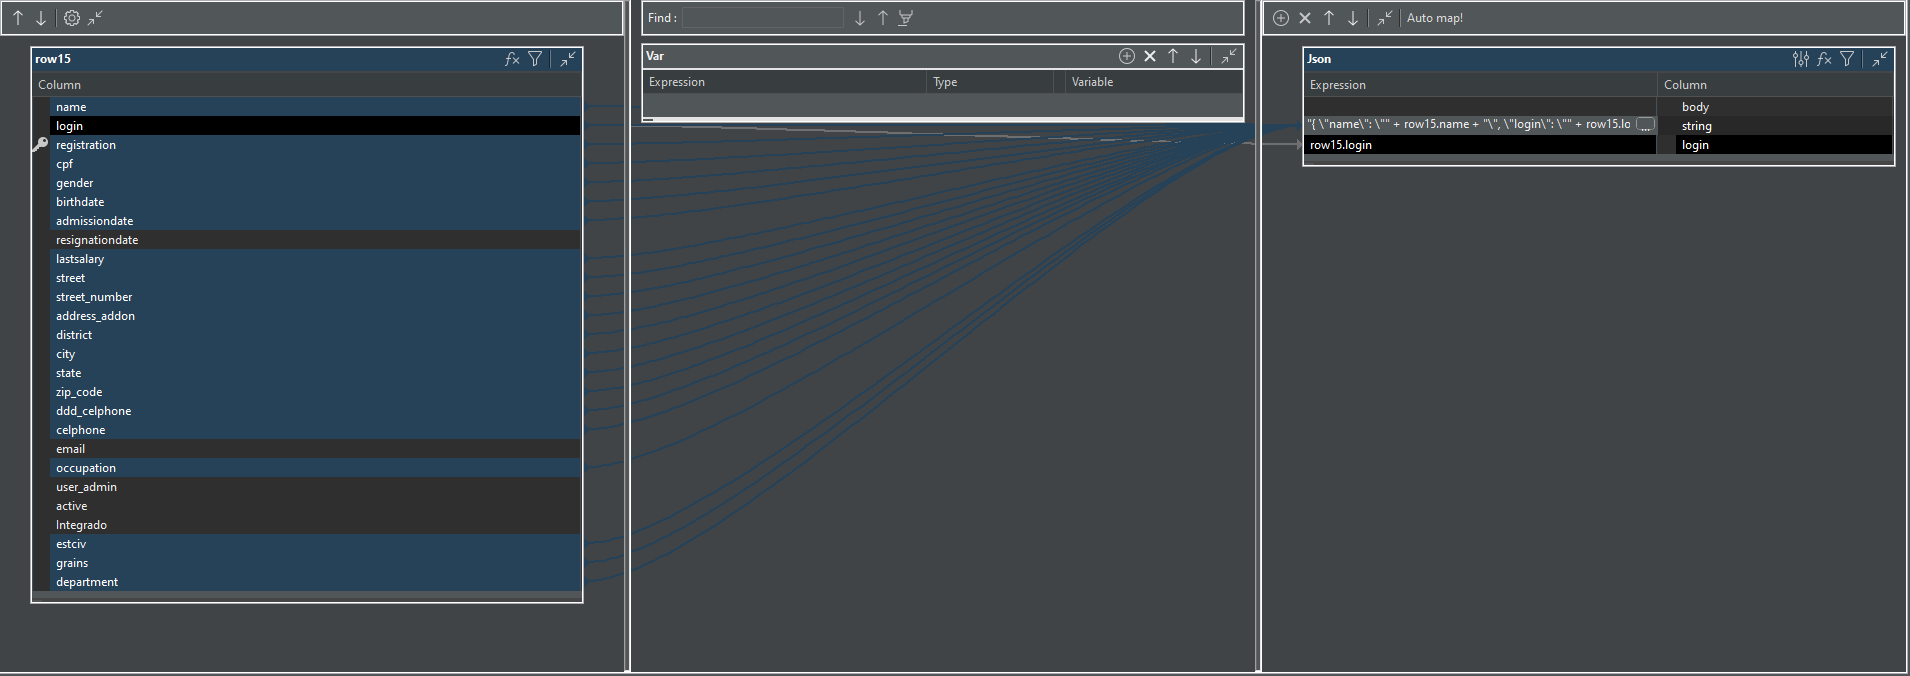 Find :
Auto map!
row15
Column
name
login
registration
cpf
gender
birthdate
admissiondate
resignationdate
lastsalary
street
street_number
address_addon
district
city
state
zip_code
ddd_celphone
celphone
email
occupation
user_admin
active
Integrado
estciv
grains
department
Var
Expression Type Variable
Json
Expression Column
body
"{ \"name\": \"" + row15.name + "\", \"login\": \"" + row15.lo ... string
row15.login login